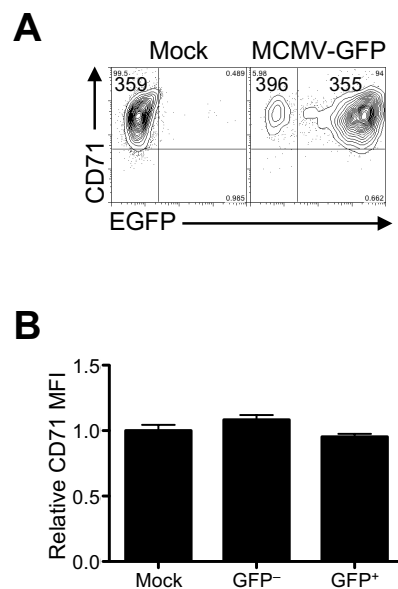 A
Mock MCMV-GFP
99.5 0.489 5.98 94
359 396 355
CD71
0.985 0.662
EGFP
B
Relative CD71 MFI
1.5
1.0
0.5
0.0
Mock GFP⁻ GFP⁺